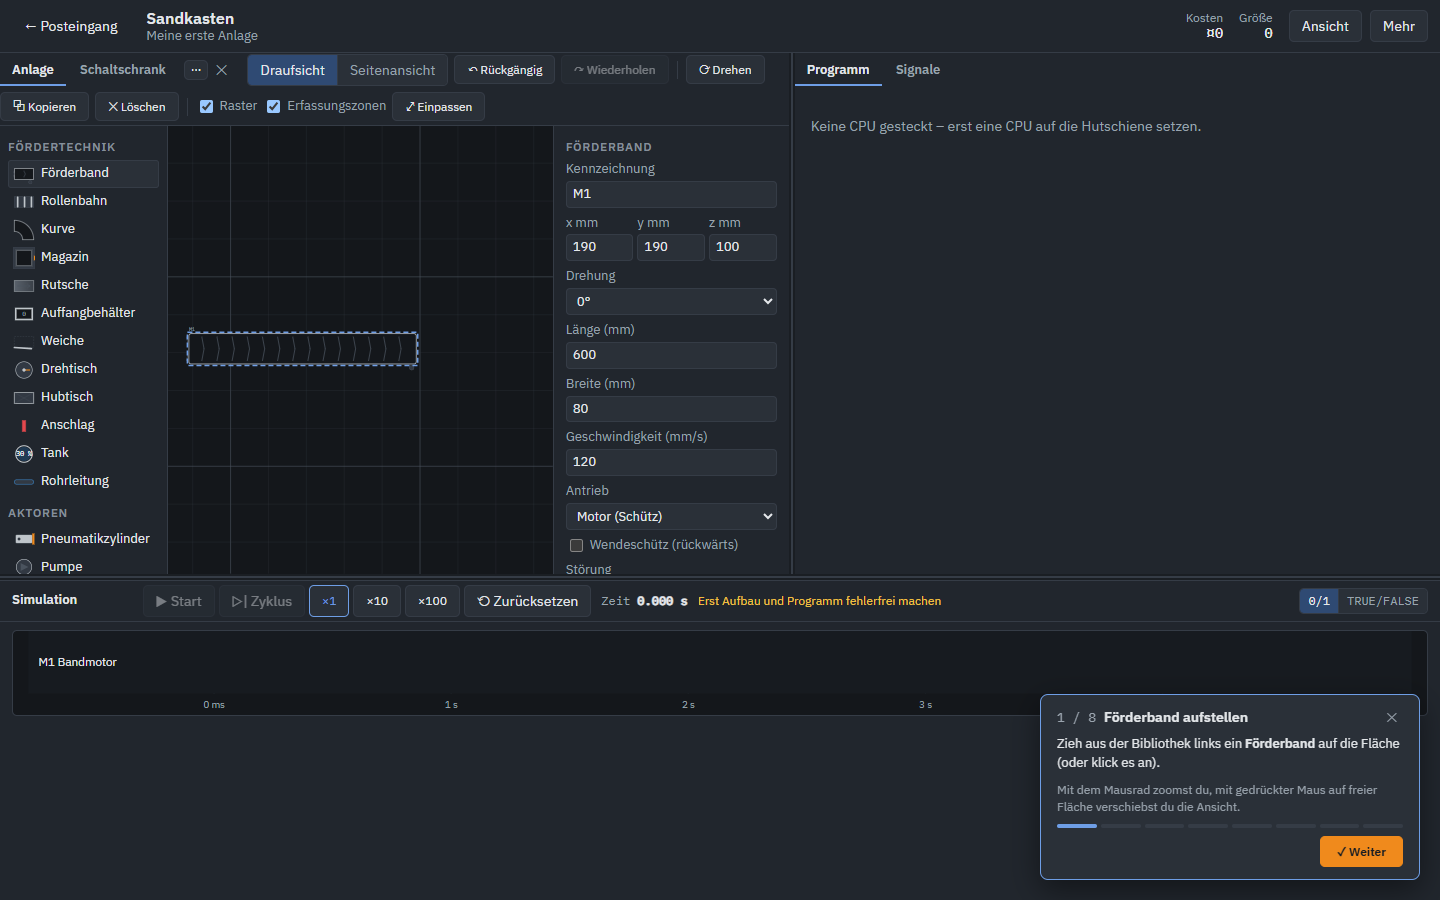 ← Posteingang
Sandkasten
Meine erste Anlage
Kosten
¤0
Größe
0
Ansicht
Mehr
Anlage
Schaltschrank
···
Draufsicht
Seitenansicht
Rückgängig
Wiederholen
Drehen
Kopieren
Löschen
Raster
Erfassungszonen
Einpassen
Programm
Signale
Keine CPU gesteckt – erst eine CPU auf die Hutschiene setzen.
FÖRDERTECHNIK
Förderband
Rollenbahn
Kurve
Magazin
Rutsche
Auffangbehälter
Weiche
Drehtisch
Hubtisch
Anschlag
Tank
Rohrleitung
AKTOREN
Pneumatikzylinder
Pumpe
M1
FÖRDERBAND
Kennzeichnung
M1
x mm y mm z mm
190 190 100
Drehung
0°
Länge (mm)
600
Breite (mm)
80
Geschwindigkeit (mm/s)
120
Antrieb
Motor (Schütz)
Wendeschütz (rückwärts)
Störung
Simulation
Start
Zyklus
×1
×10
×100
Zurücksetzen
Zeit 0.000 s
Erst Aufbau und Programm fehlerfrei machen
0/1
TRUE/FALSE
M1 Bandmotor
0 ms 1 s 2 s 3 s
1 / 8 Förderband aufstellen
Zieh aus der Bibliothek links ein Förderband auf die Fläche
(oder klick es an).
Mit dem Mausrad zoomst du, mit gedrückter Maus auf freier
Fläche verschiebst du die Ansicht.
✓ Weiter